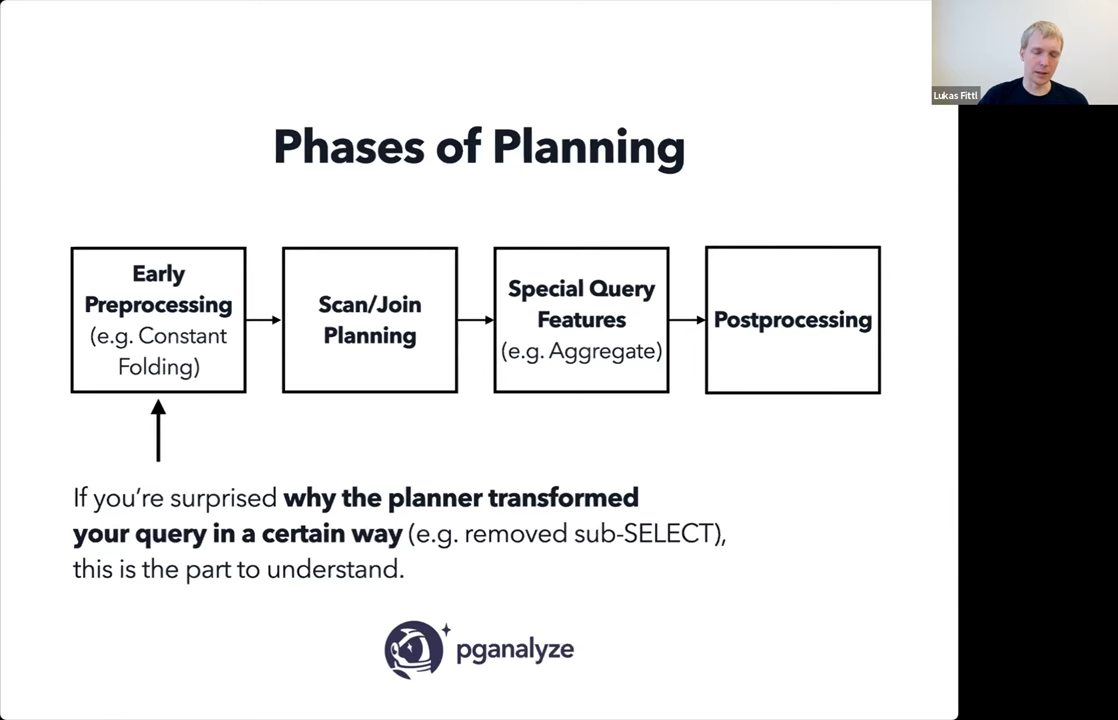 Lukas Fittl
Phases of Planning
Early
Preprocessing
(e.g. Constant
Folding)
Scan/Join
Planning
Special Query
Features
(e.g. Aggregate)
Postprocessing
If you’re surprised why the planner transformed
your query in a certain way (e.g. removed sub-SELECT),
this is the part to understand.
pganalyze